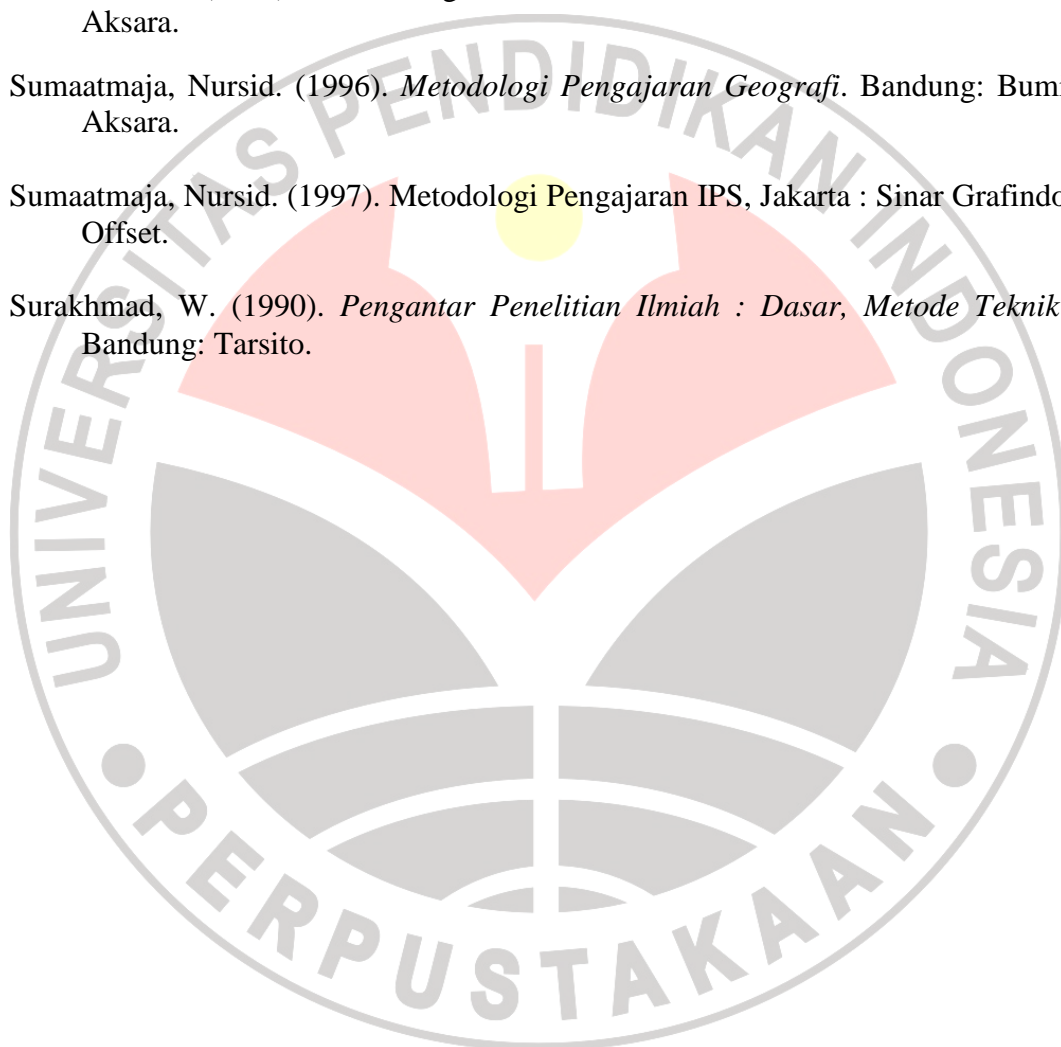 Aksara.
Sumaatmaja, Nursid. (1996). Metodologi Pengajaran Geografi. Bandung: Bumi
Aksara.
Sumaatmaja, Nursid. (1997). Metodologi Pengajaran IPS, Jakarta : Sinar Grafindo
Offset.
Surakhmad, W. (1990). Pengantar Penelitian Ilmiah : Dasar, Metode Teknik
Bandung: Tarsito.
UNIVERSITAS PENDIDIKAN INDONESIA
PERPUSTAKAAN